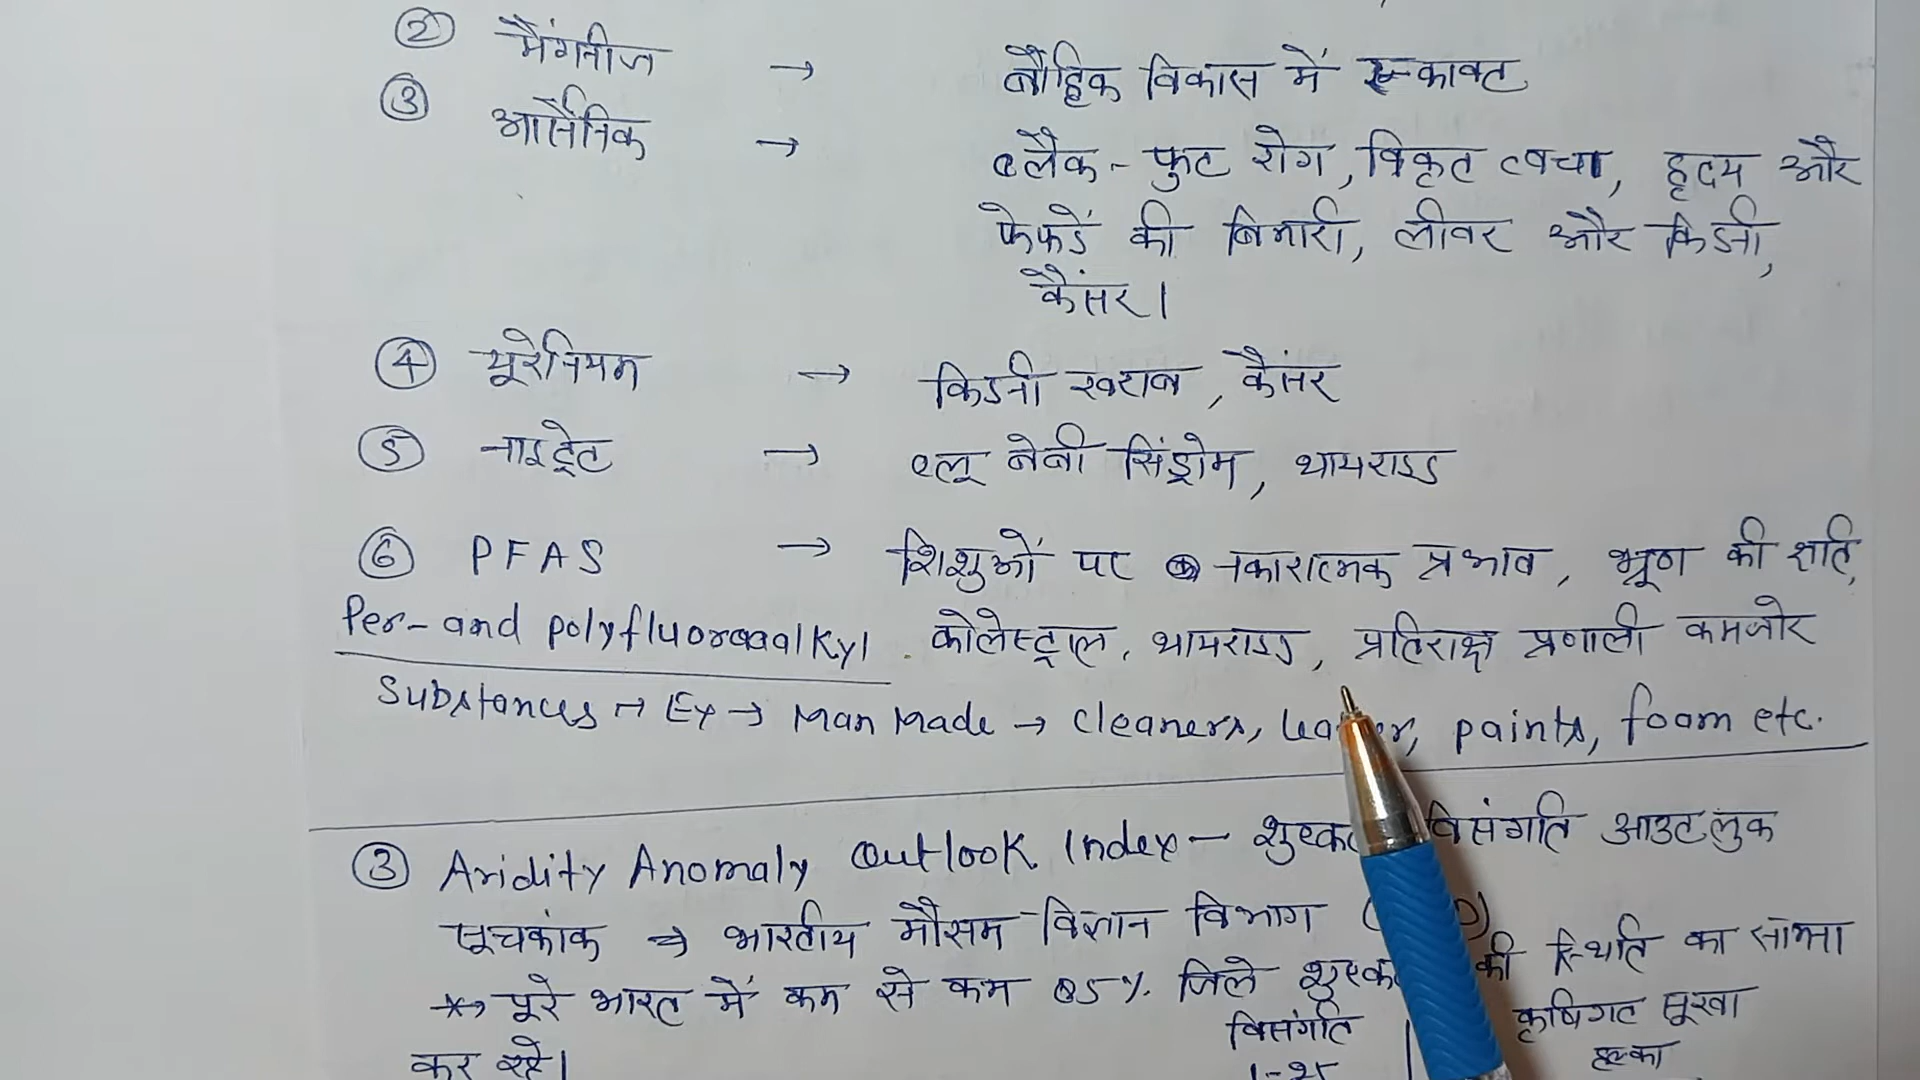 ② मैंगनीज → बौद्धिक विकास में रुकावट
③ आर्सेनिक → ब्लैक-फुट रोग, विकृत त्वचा, हृदय और
फेफडें की बिमारी, लीवर और किडनी,
कैंसर।
④ यूरेनियम → किडनी खराब, कैंसर
⑤ नाइट्रेट → ब्लू बेबी सिंड्रोम, थायराइड
⑥ PFAS → शिशुओं पर नकारात्मक प्रभाव, भ्रूण की क्षति,
Per- and polyfluoroaalkyl कोलेस्ट्राल, थायराइड, प्रतिरक्षा प्रणाली कमजोर
Substances → Ex → Man Made → Cleaners, paints, foam etc.
③ Aridity Anomaly Outlook Index - विसंगति आउटलुक
सूचकांक → भारतीय मौसम विज्ञान विभाग
*→ पूरे भारत में कम से कम 85% जिले की स्थिति का सामा
कर रहे।
विसंगति कृषिगत सूखा
1-25 हल्का